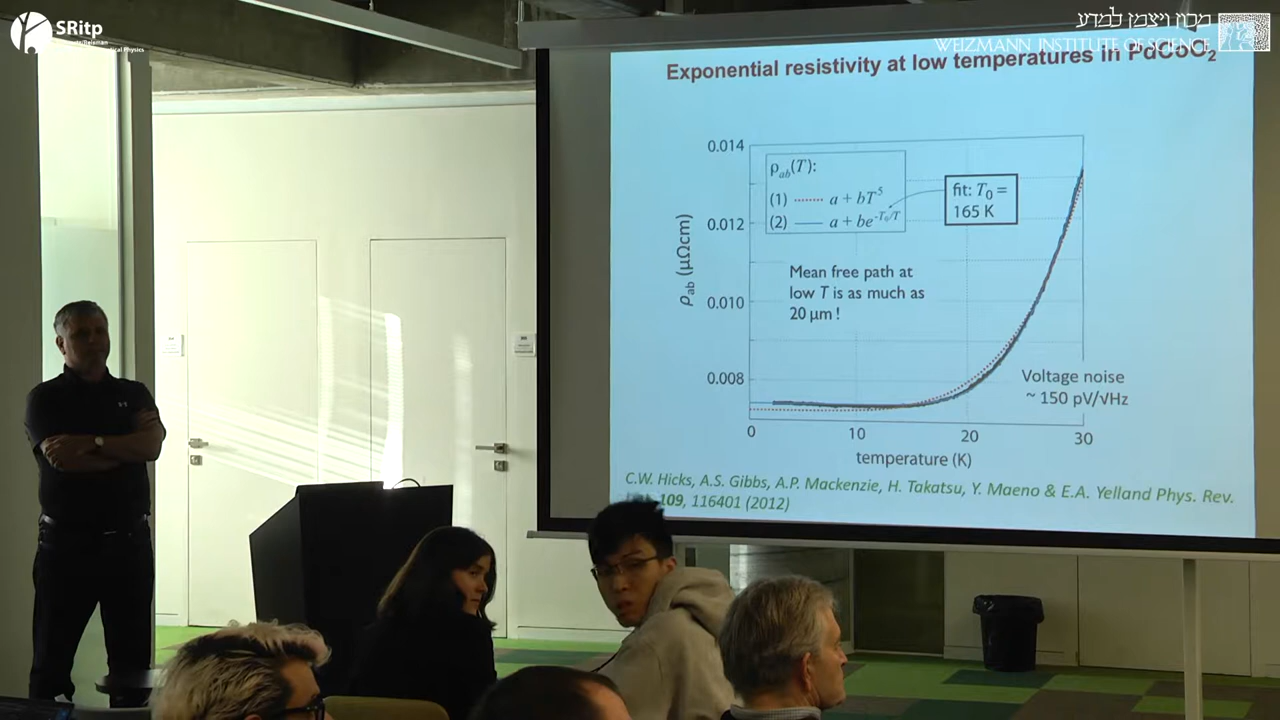 SRitp
מכון ויצמן למדע
WEIZMANN INSTITUTE OF SCIENCE
Exponential resistivity at low temperatures in PdCoO₂
0.014
0.012
0.010
0.008
ρab (μΩcm)
ρab(T):
(1) ········ a + bT⁵
(2) —— a + be⁻ᵀ⁰/ᵀ
fit: T₀ =
165 K
Mean free path at
low T is as much as
20 μm !
Voltage noise
~ 150 pV/√Hz
0 10 20 30
temperature (K)
C.W. Hicks, A.S. Gibbs, A.P. Mackenzie, H. Takatsu, Y. Maeno & E.A. Yelland Phys. Rev.
109, 116401 (2012)